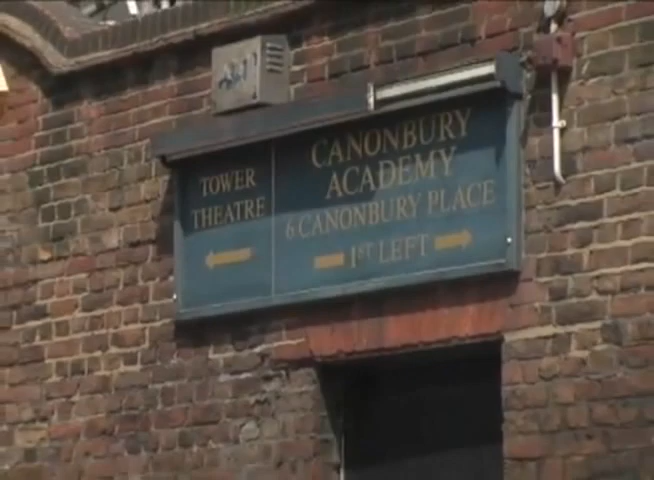 TOWER
THEATRE
CANONBURY
ACADEMY
6 CANONBURY PLACE
1ST LEFT